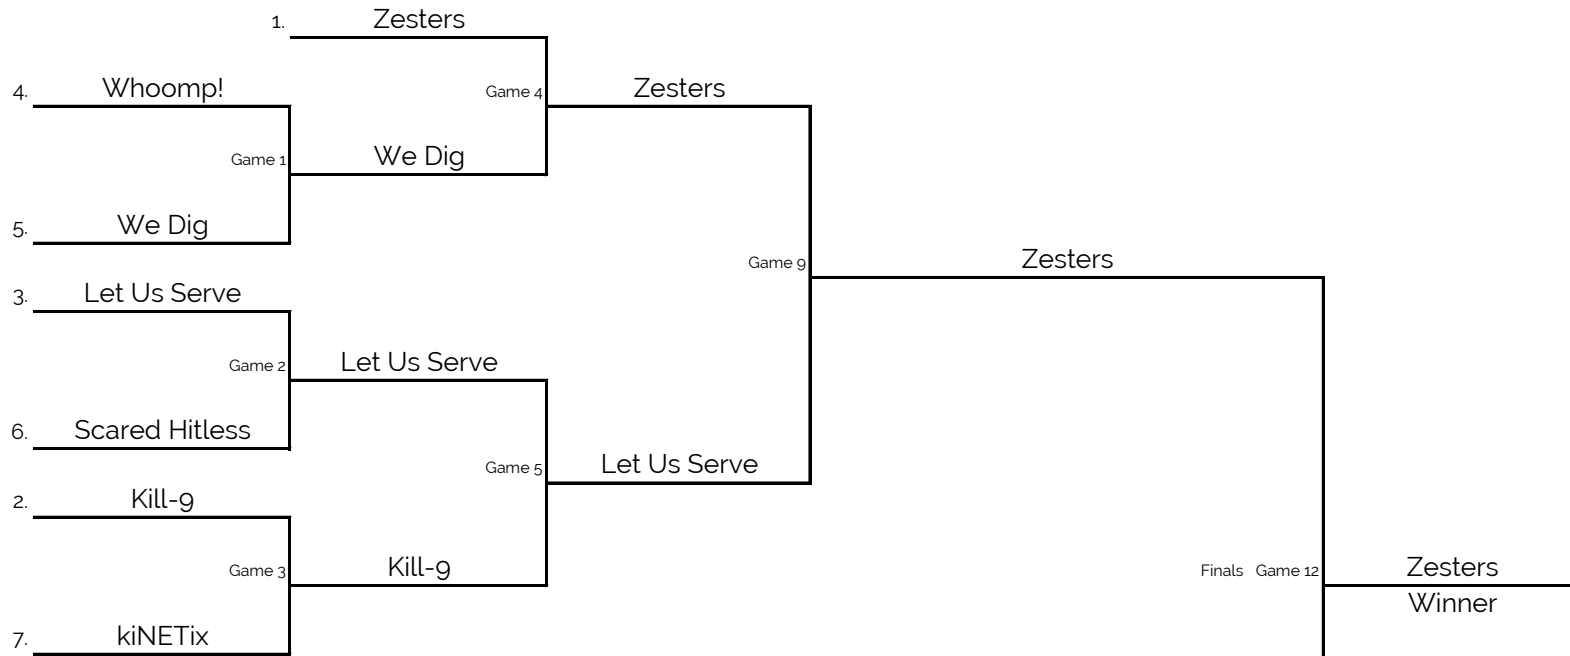 1. Zesters
4. Whoomp!
Game 4
Zesters
Game 1
We Dig
5. We Dig
Game 9
Zesters
3. Let Us Serve
Game 2
Let Us Serve
6. Scared Hitless
Game 5
Let Us Serve
2. Kill-9
Game 3
Kill-9
Finals Game 12
Zesters
Winner
7. kiNETix